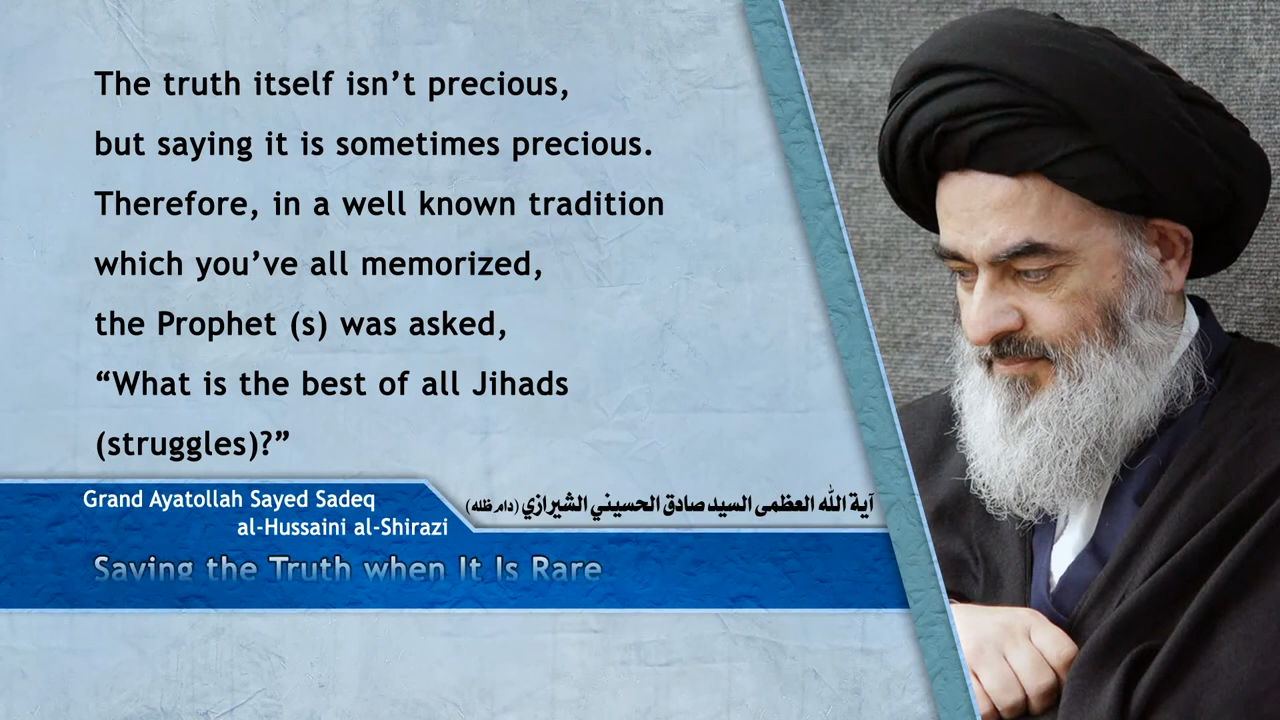 The truth itself isn’t precious,
but saying it is sometimes precious.
Therefore, in a well known tradition
which you’ve all memorized,
the Prophet (s) was asked,
“What is the best of all Jihads
(struggles)?”
Grand Ayatollah Sayed Sadeq
al-Hussaini al-Shirazi
آية الله العظمى السيد صادق الحسيني الشيرازي (دام ظله)
Saying the Truth when It Is Rare